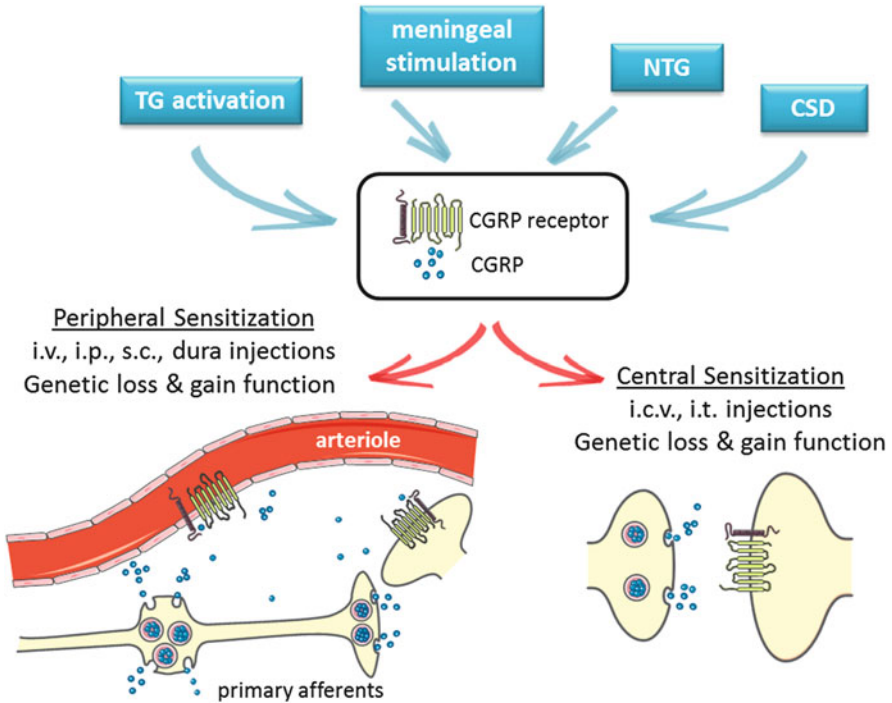 TG activation
meningeal
stimulation
NTG
CSD
CGRP receptor
CGRP
Peripheral Sensitization
i.v., i.p., s.c., dura injections
Genetic loss & gain function
Central Sensitization
i.c.v., i.t. injections
Genetic loss & gain function
arteriole
primary afferents